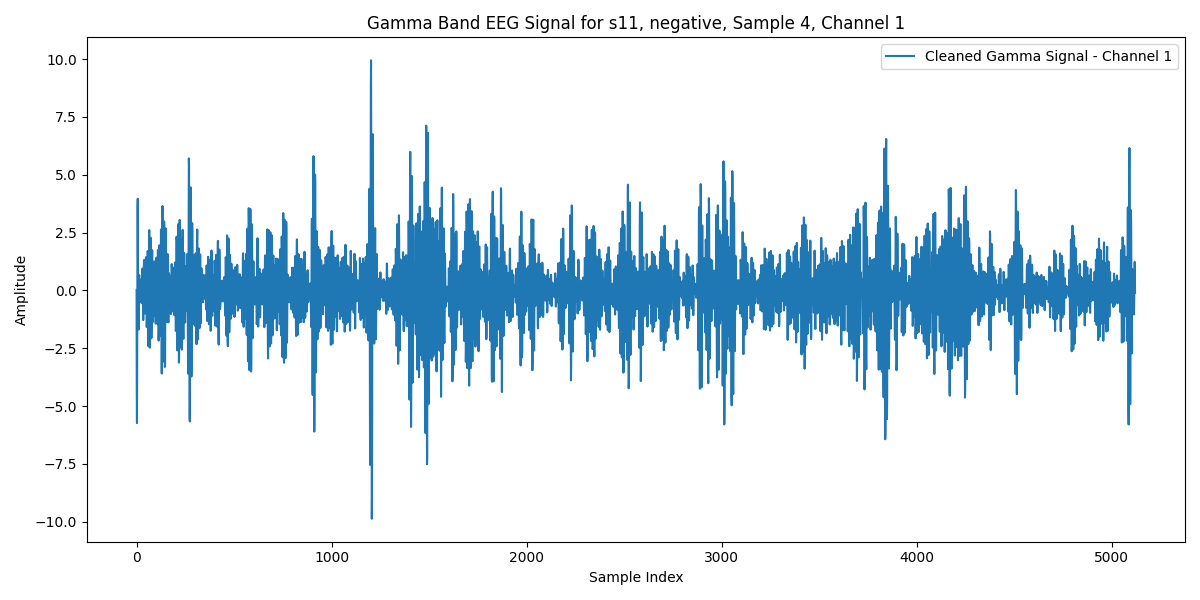 Gamma Band EEG Signal for s11, negative, Sample 4, Channel 1
Cleaned Gamma Signal - Channel 1
Amplitude
10.0
7.5
5.0
2.5
0.0
−2.5
−5.0
−7.5
−10.0
0 1000 2000 3000 4000 5000
Sample Index